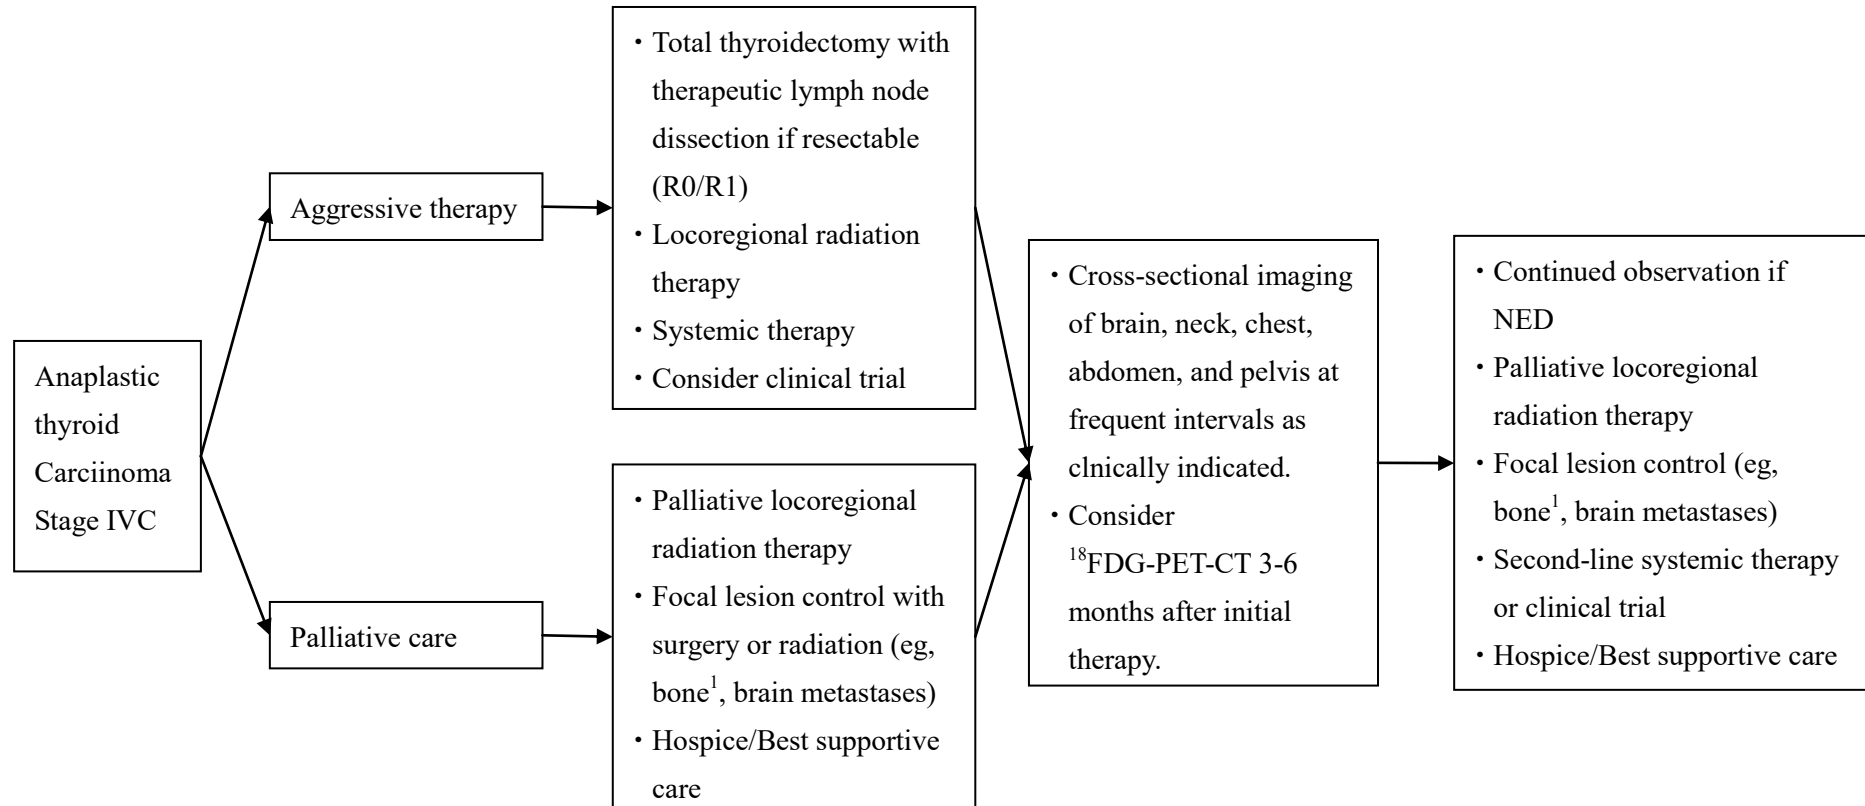 Anaplastic
thyroid
Carciinoma
Stage IVC
Aggressive therapy
Palliative care
・Total thyroidectomy with
therapeutic lymph node
dissection if resectable
(R0/R1)
・Locoregional radiation
therapy
・Systemic therapy
・Consider clinical trial
・Palliative locoregional
radiation therapy
・Focal lesion control with
surgery or radiation (eg,
bone¹, brain metastases)
・Hospice/Best supportive
care
・Cross-sectional imaging
of brain, neck, chest,
abdomen, and pelvis at
frequent intervals as
clnically indicated.
・Consider
¹⁸FDG-PET-CT 3-6
months after initial
therapy.
・Continued observation if
NED
・Palliative locoregional
radiation therapy
・Focal lesion control (eg,
bone¹, brain metastases)
・Second-line systemic therapy
or clinical trial
・Hospice/Best supportive care